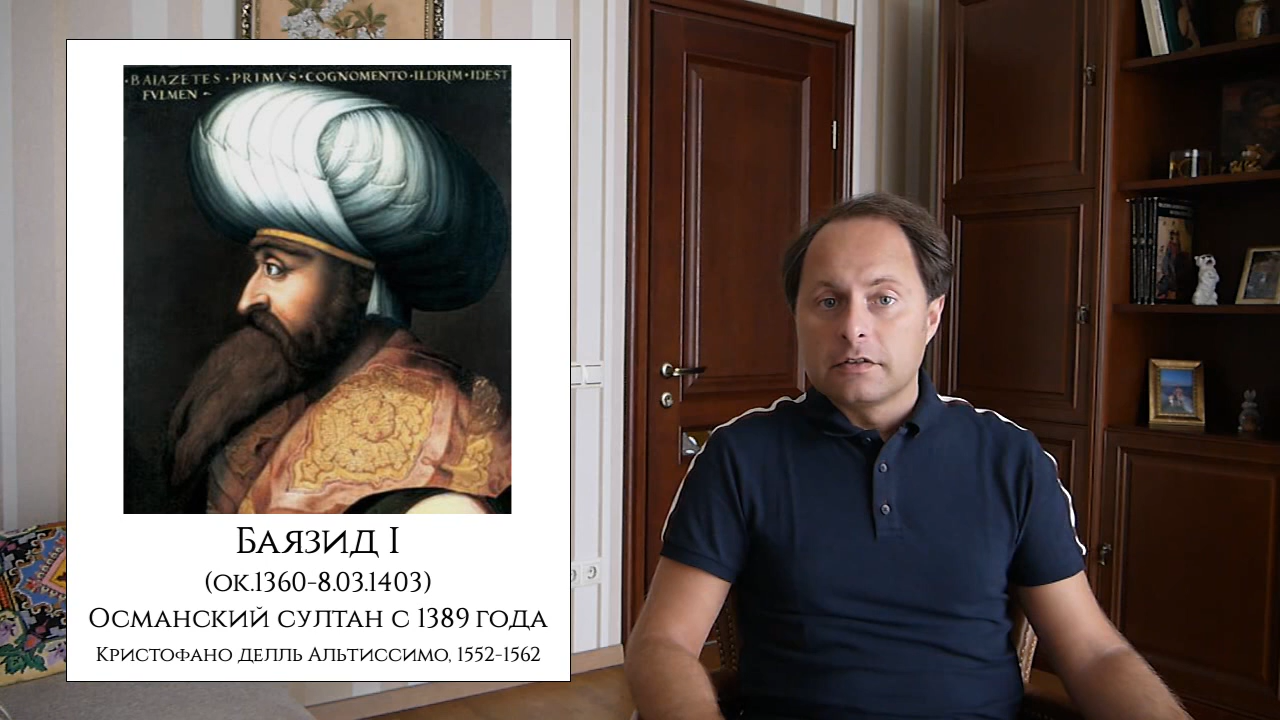 ·BAIAZETES·PRIMVS·COGNOMENTO·ILDRIM·IDEST
FVLMEN
Баязид I
(ок.1360-8.03.1403)
Османский султан с 1389 года
Кристофано делль Альтиссимо, 1552-1562